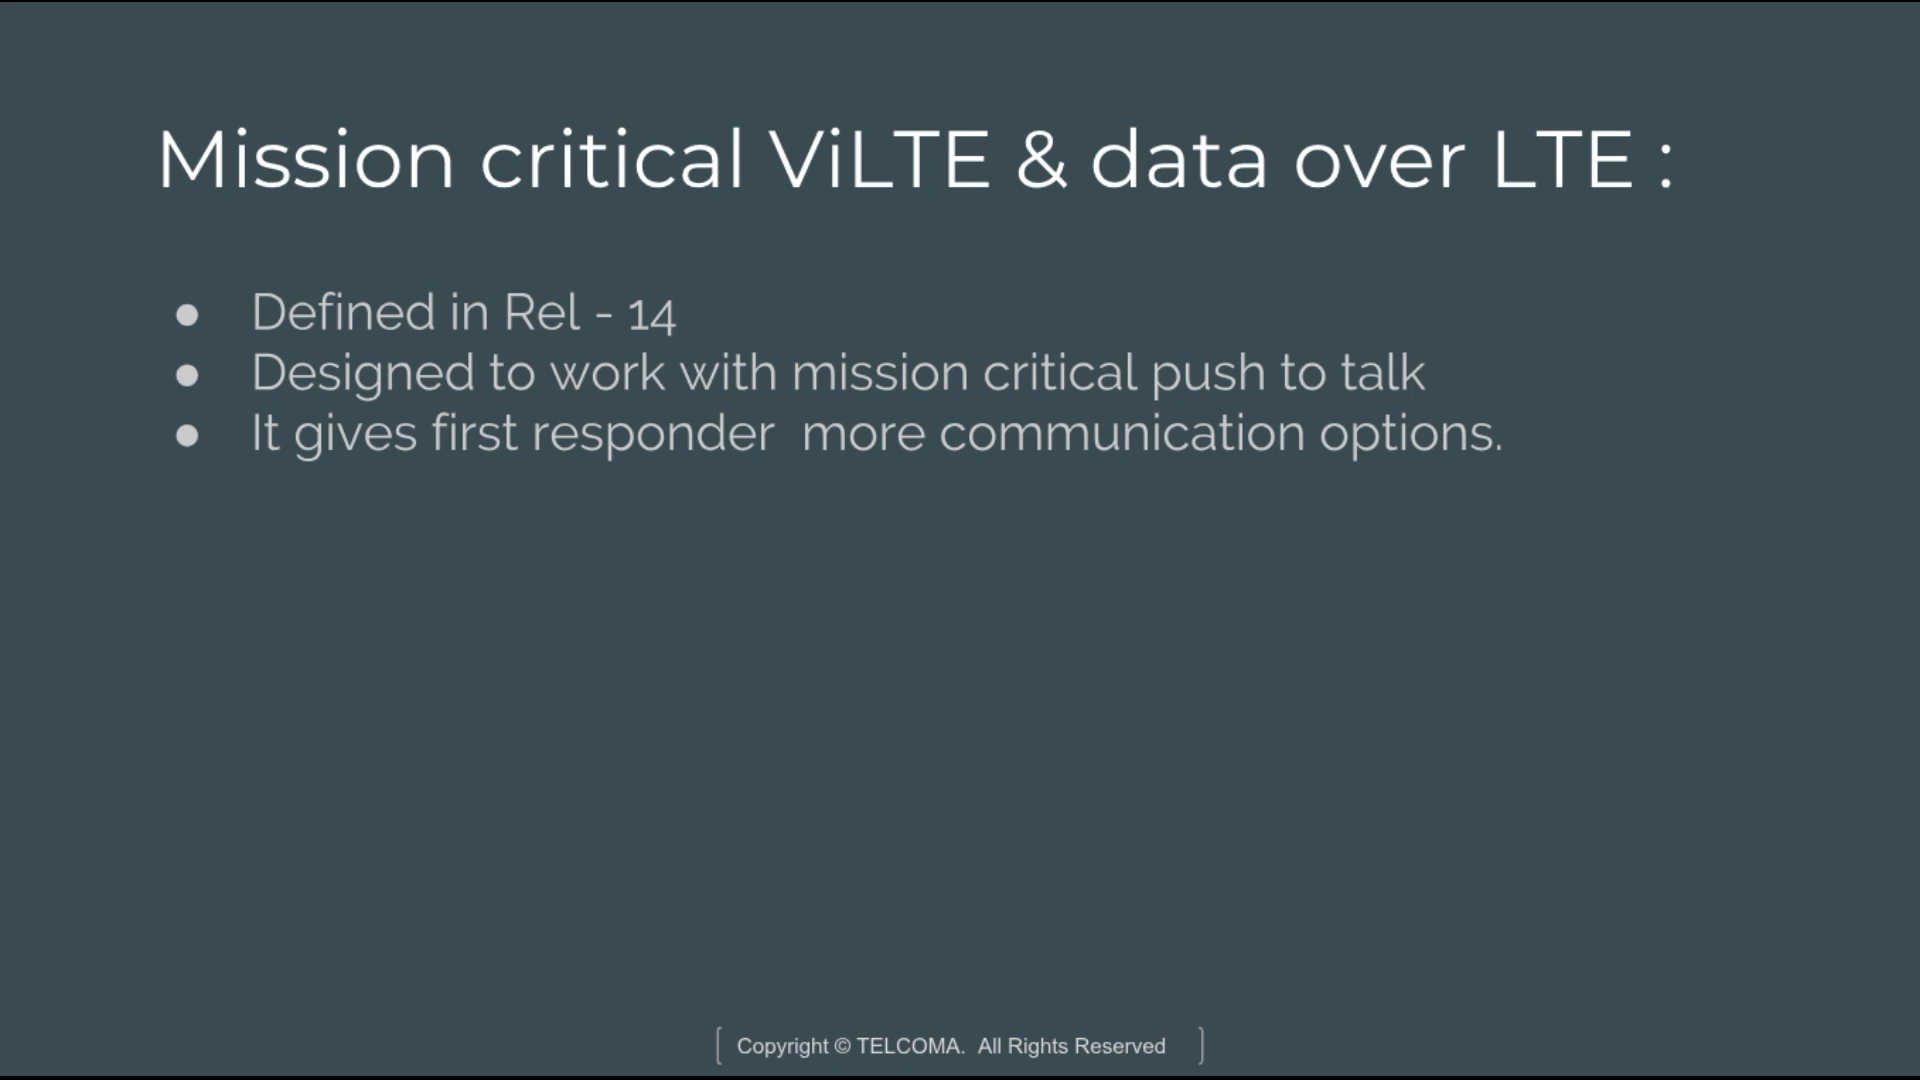 Mission critical ViLTE & data over LTE :
● Defined in Rel - 14
● Designed to work with mission critical push to talk
● It gives first responder  more communication options.
Copyright © TELCOMA.  All Rights Reserved